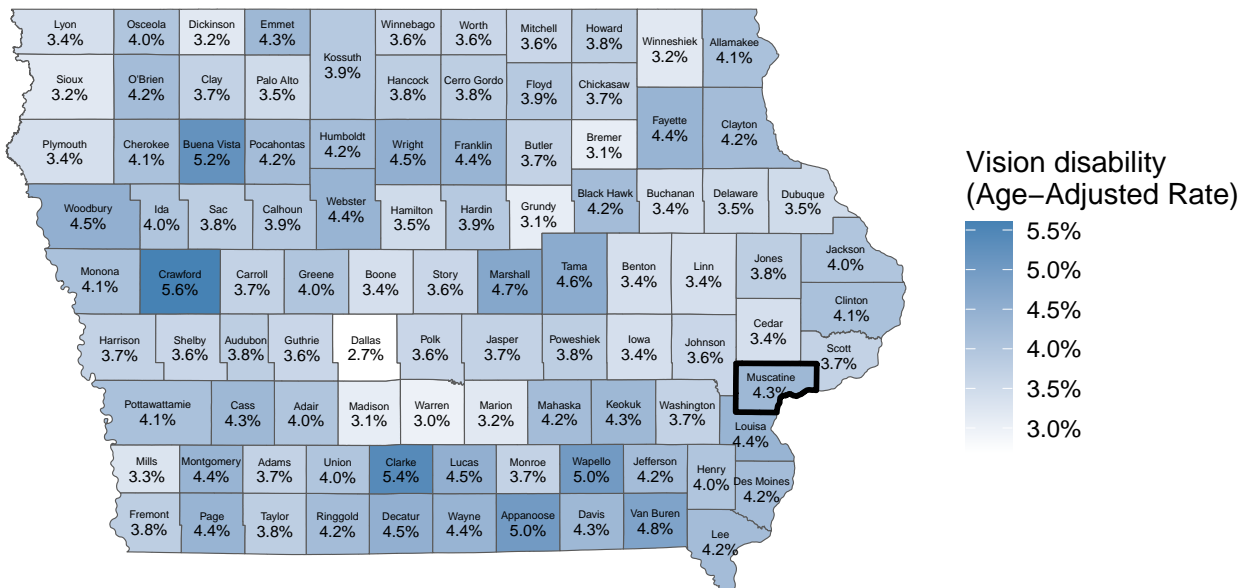 Lyon
3.4%
Osceola
4.0%
Dickinson
3.2%
Emmet
4.3%
Kossuth
3.9%
Winnebago
3.6%
Worth
3.6%
Mitchell
3.6%
Howard
3.8%
Winneshiek
3.2%
Allamakee
4.1%
Sioux
3.2%
O'Brien
4.2%
Clay
3.7%
Palo Alto
3.5%
Hancock
3.8%
Cerro Gordo
3.8%
Floyd
3.9%
Chickasaw
3.7%
Fayette
4.4%
Clayton
4.2%
Plymouth
3.4%
Cherokee
4.1%
Buena Vista
5.2%
Pocahontas
4.2%
Humboldt
4.2%
Wright
4.5%
Franklin
4.4%
Butler
3.7%
Bremer
3.1%
Woodbury
4.5%
Ida
4.0%
Sac
3.8%
Calhoun
3.9%
Webster
4.4%
Hamilton
3.5%
Hardin
3.9%
Grundy
3.1%
Black Hawk
4.2%
Buchanan
3.4%
Delaware
3.5%
Dubuque
3.5%
Monona
4.1%
Crawford
5.6%
Carroll
3.7%
Greene
4.0%
Boone
3.4%
Story
3.6%
Marshall
4.7%
Tama
4.6%
Benton
3.4%
Linn
3.4%
Jones
3.8%
Jackson
4.0%
Clinton
4.1%
Harrison
3.7%
Shelby
3.6%
Audubon
3.8%
Guthrie
3.6%
Dallas
2.7%
Polk
3.6%
Jasper
3.7%
Poweshiek
3.8%
Iowa
3.4%
Johnson
3.6%
Cedar
3.4%
Scott
3.7%
Muscatine
4.3%
Pottawattamie
4.1%
Cass
4.3%
Adair
4.0%
Madison
3.1%
Warren
3.0%
Marion
3.2%
Mahaska
4.2%
Keokuk
4.3%
Washington
3.7%
Louisa
4.4%
Mills
3.3%
Montgomery
4.4%
Adams
3.7%
Union
4.0%
Clarke
5.4%
Lucas
4.5%
Monroe
3.7%
Wapello
5.0%
Jefferson
4.2%
Henry
4.0%
Des Moines
4.2%
Fremont
3.8%
Page
4.4%
Taylor
3.8%
Ringgold
4.2%
Decatur
4.5%
Wayne
4.4%
Appanoose
5.0%
Davis
4.3%
Van Buren
4.8%
Lee
4.2%
Vision disability
(Age−Adjusted Rate)
5.5%
5.0%
4.5%
4.0%
3.5%
3.0%